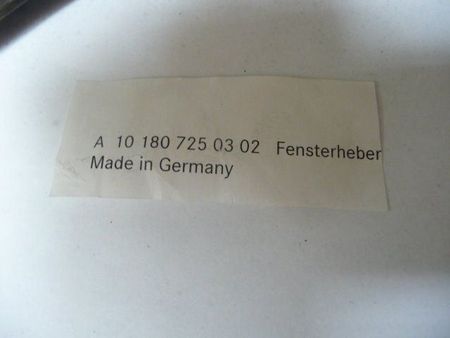 A 10 180 725 03 02 Fensterheber
Made in Germany